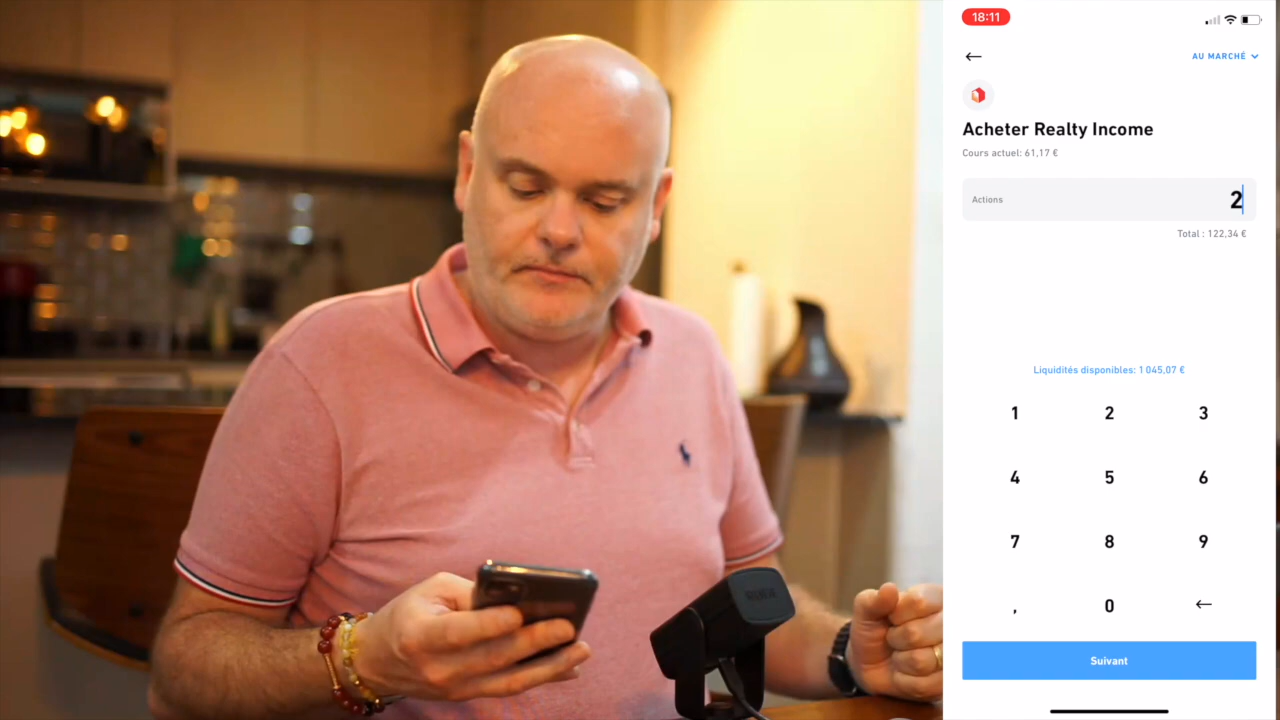 18:11
AU MARCHÉ
Acheter Realty Income
Cours actuel: 61,17 €
Actions
2
Total : 122,34 €
Liquidités disponibles: 1 045,07 €
1 2 3
4 5 6
7 8 9
, 0
Suivant